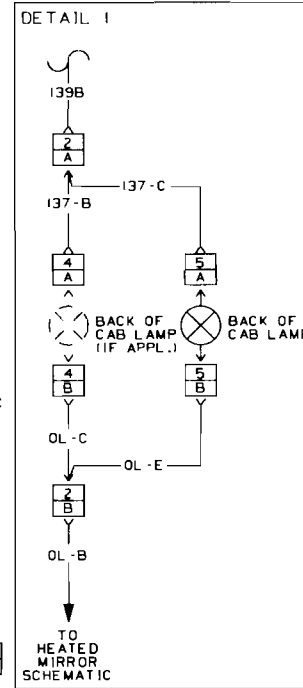 DETAIL 1
139B
2
A
137-B
137-C
4
A
5
A
BACK OF
CAB LAMP
(IF APPL.)
BACK OF
CAB LAMP
4
B
5
B
OL-C
OL-E
2
B
OL-B
TO
HEATED
MIRROR
SCHEMATIC